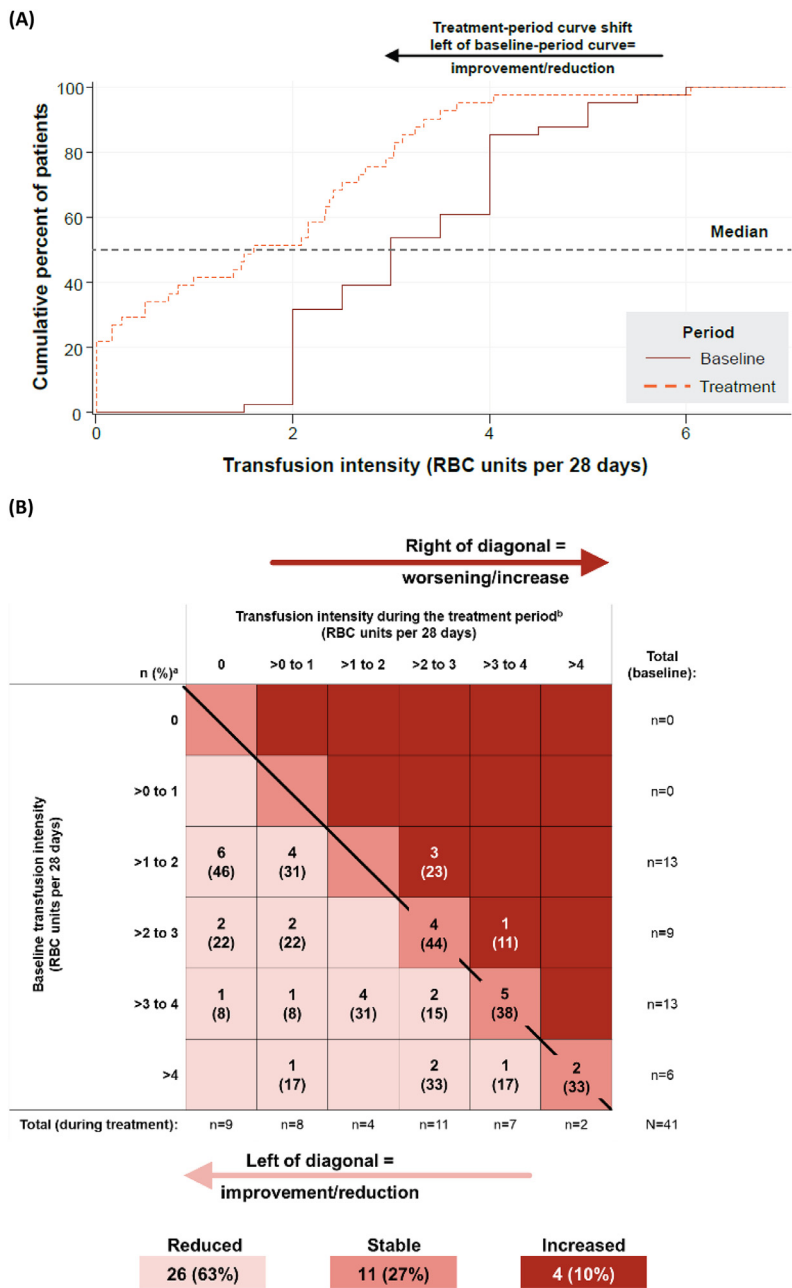 (A)
Treatment-period curve shift
left of baseline-period curve=
improvement/reduction
Cumulative percent of patients
100
80
60
40
20
0
Median
Period
Baseline
Treatment
0 2 4 6
Transfusion intensity (RBC units per 28 days)
(B)
Right of diagonal =
worsening/increase
Transfusion intensity during the treatment periodᵇ
(RBC units per 28 days)
n (%)ᵃ 0 >0 to 1 >1 to 2 >2 to 3 >3 to 4 >4 Total
(baseline):
Baseline transfusion intensity
(RBC units per 28 days)
0 n=0
>0 to 1 n=0
>1 to 2 6 4 3 n=13
(46) (31) (23)
>2 to 3 2 2 4 1 n=9
(22) (22) (44) (11)
>3 to 4 1 1 4 2 5 n=13
(8) (8) (31) (15) (38)
>4 1 2 1 2 n=6
(17) (33) (17) (33)
Total (during treatment): n=9 n=8 n=4 n=11 n=7 n=2 N=41
Left of diagonal =
improvement/reduction
Reduced Stable Increased
26 (63%) 11 (27%) 4 (10%)